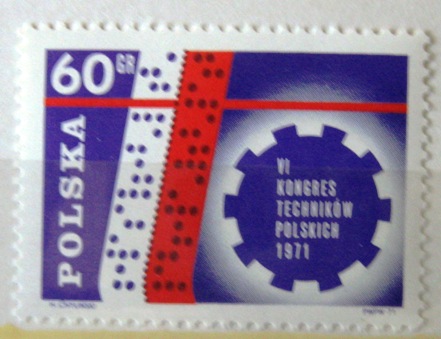 60 GR
POLSKA
VI
KONGRES
TECHNIKÓW
POLSKICH
1971